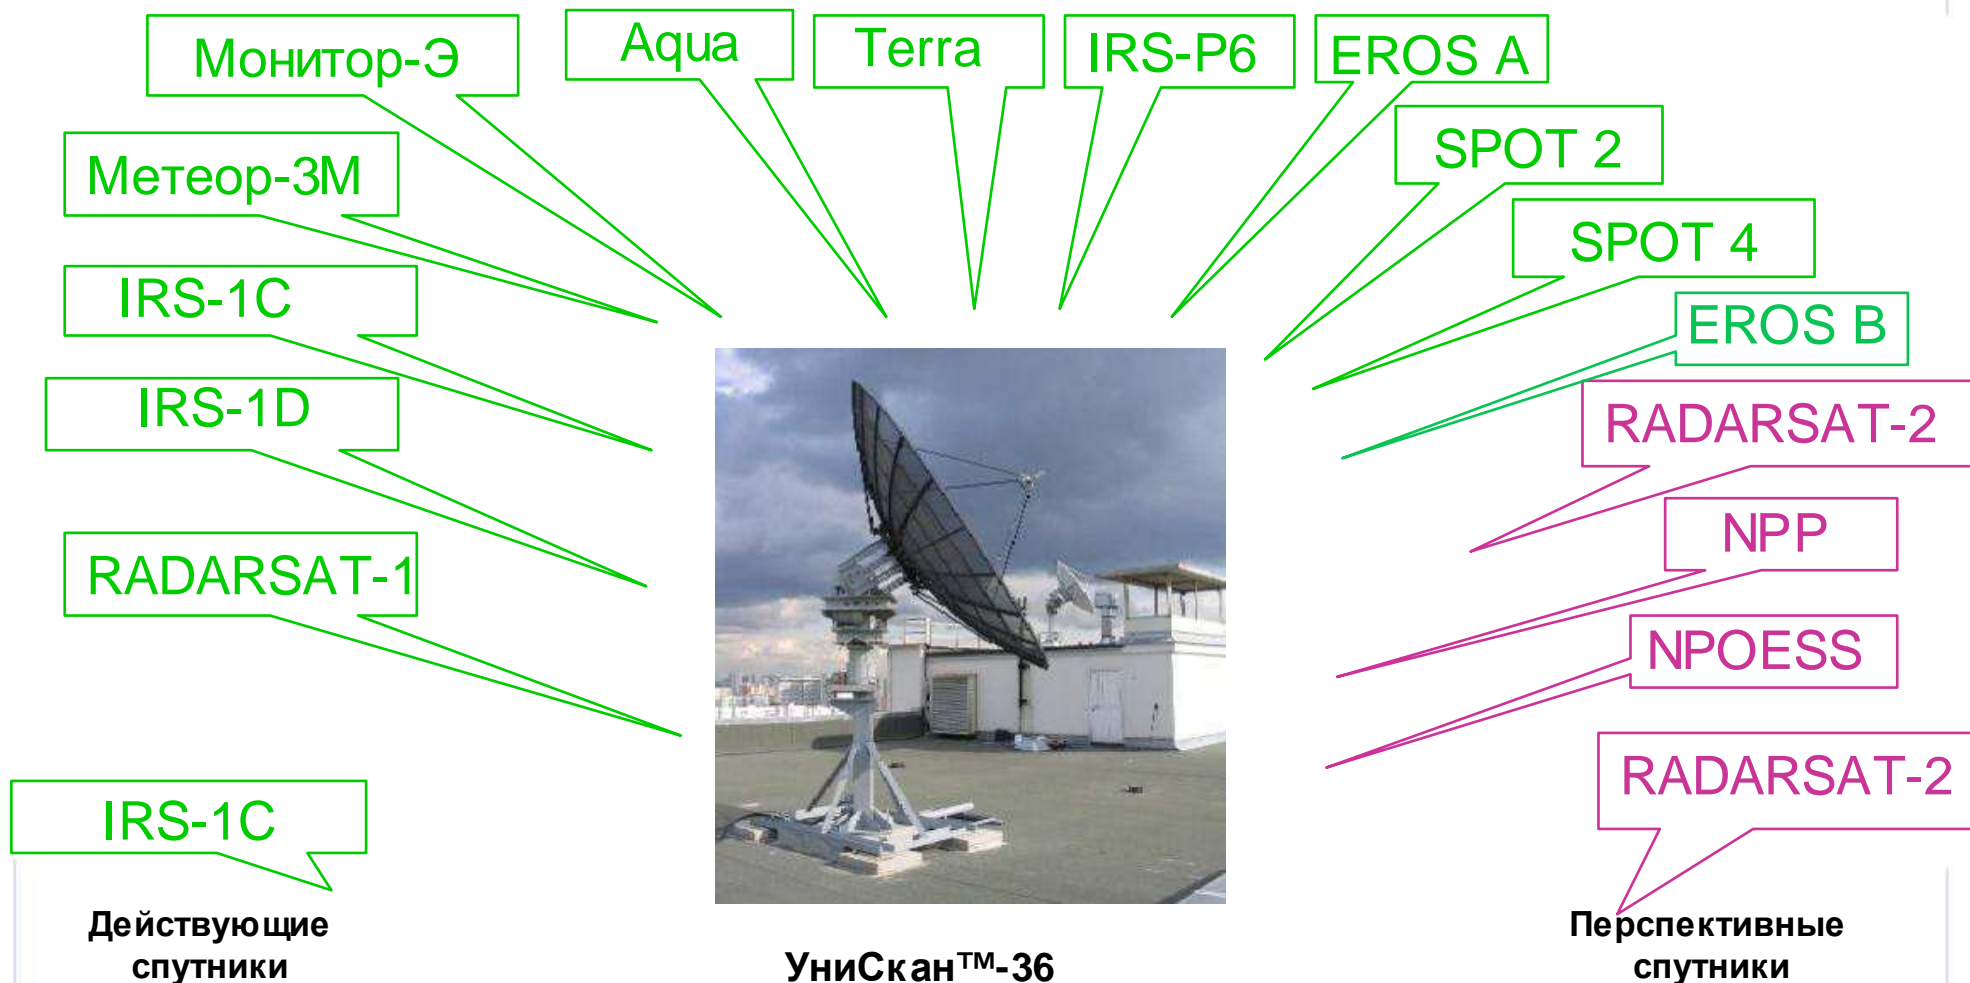 Монитор-Э
Aqua
Terra
IRS-P6
EROS A
Метеор-3М
SPOT 2
IRS-1C
SPOT 4
EROS B
IRS-1D
RADARSAT-2
RADARSAT-1
NPP
NPOESS
IRS-1C
RADARSAT-2
Действующие
спутники
УниСкан™-36
Перспективные
спутники